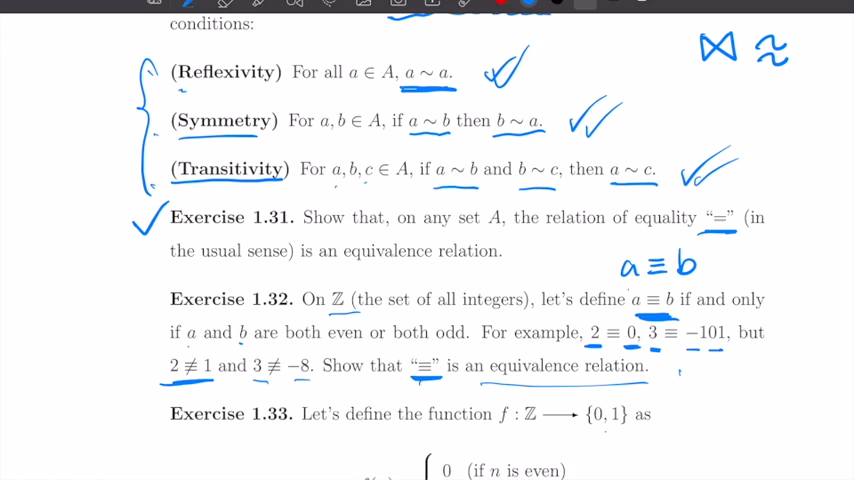 conditions:
⋈ ≈
(Reflexivity) For all a ∈ A, a ∼ a.
(Symmetry) For a, b ∈ A, if a ∼ b then b ∼ a.
(Transitivity) For a, b, c ∈ A, if a ∼ b and b ∼ c, then a ∼ c.
Exercise 1.31. Show that, on any set A, the relation of equality “=” (in
the usual sense) is an equivalence relation.
a ≡ b
Exercise 1.32. On ℤ (the set of all integers), let’s define a ≡ b if and only
if a and b are both even or both odd. For example, 2 ≡ 0, 3 ≡ −101, but
2 ≢ 1 and 3 ≢ −8. Show that “≡” is an equivalence relation.
Exercise 1.33. Let’s define the function f : ℤ ⟶ {0, 1} as
0 (if n is even)